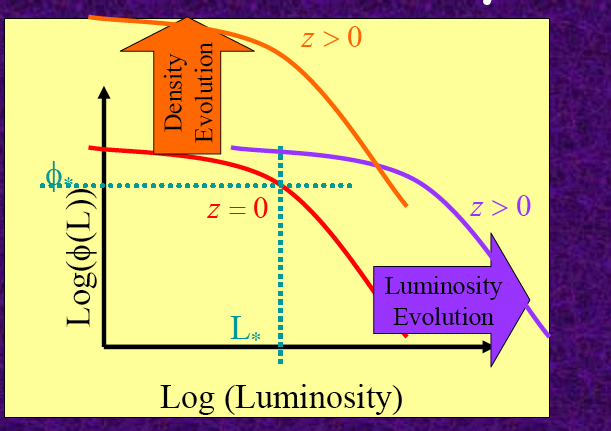 z > 0
Density
Evolution
ϕ*
z = 0
z > 0
Log(ϕ(L))
Luminosity
Evolution
L*
Log (Luminosity)